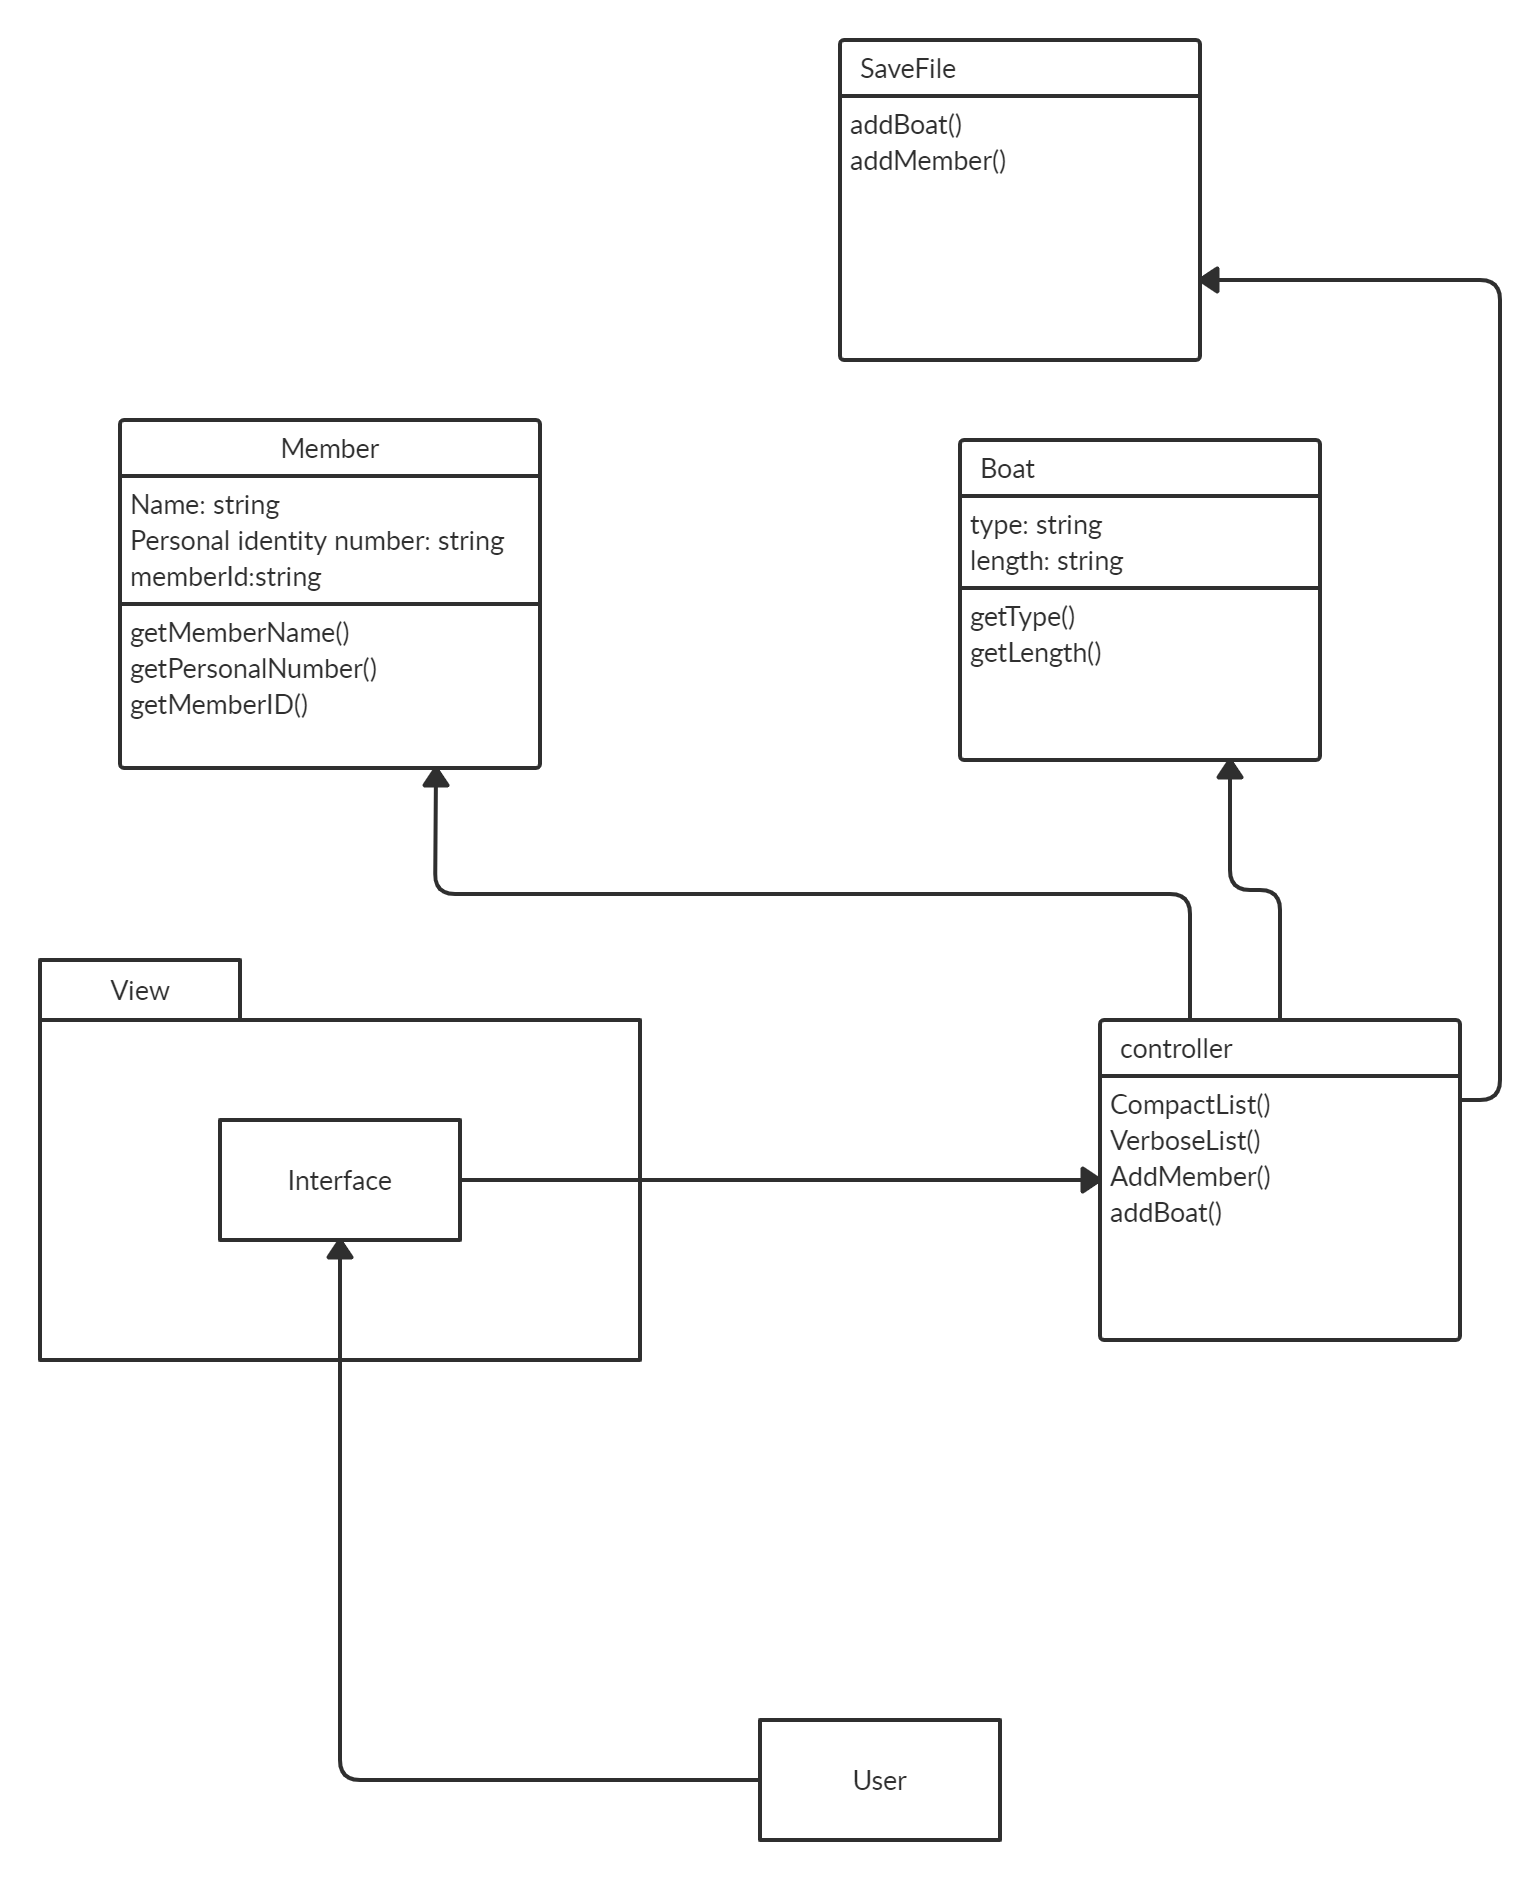 SaveFile
addBoat()
addMember()
Member
Name: string
Personal identity number: string
memberId:string
getMemberName()
getPersonalNumber()
getMemberID()
Boat
type: string
length: string
getType()
getLength()
View
Interface
controller
CompactList()
VerboseList()
AddMember()
addBoat()
User